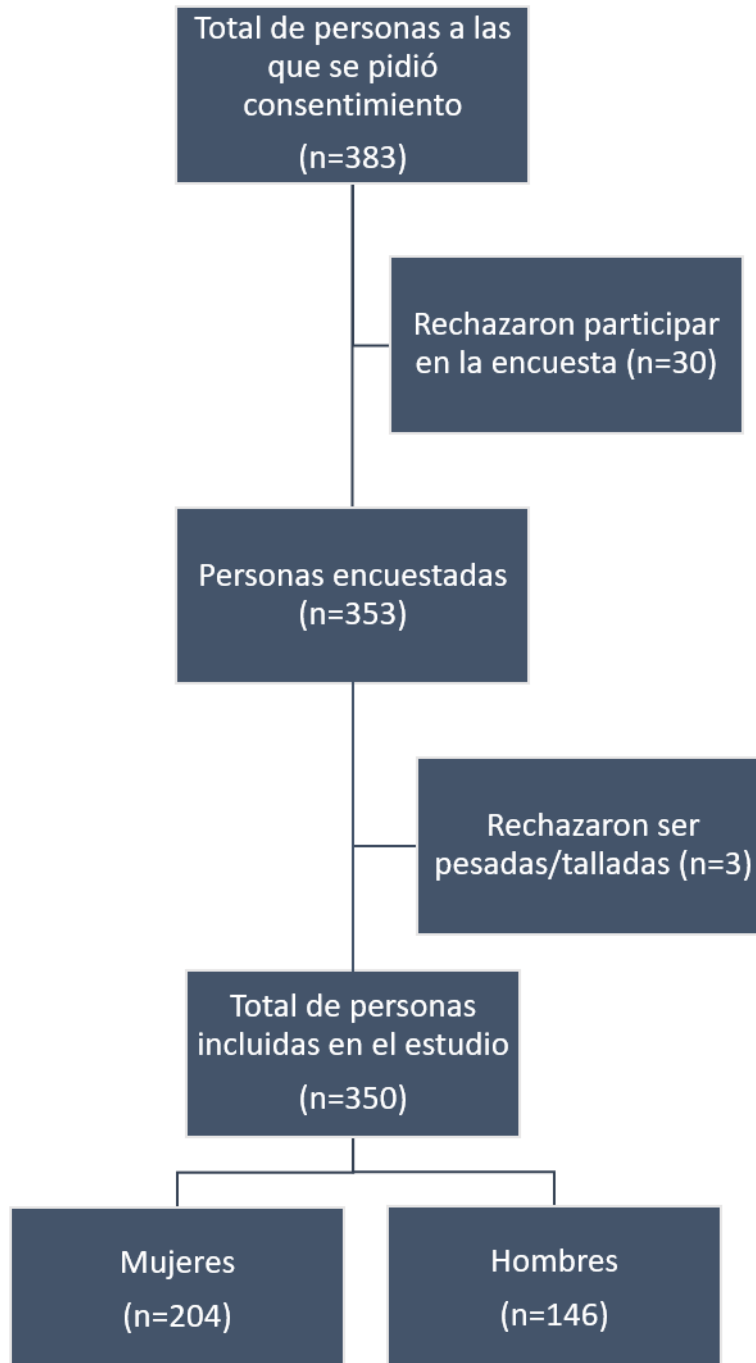 Total de personas a las
que se pidió
consentimiento
(n=383)
Rechazaron participar
en la encuesta (n=30)
Personas encuestadas
(n=353)
Rechazaron ser
pesadas/talladas (n=3)
Total de personas
incluidas en el estudio
(n=350)
Mujeres
(n=204)
Hombres
(n=146)